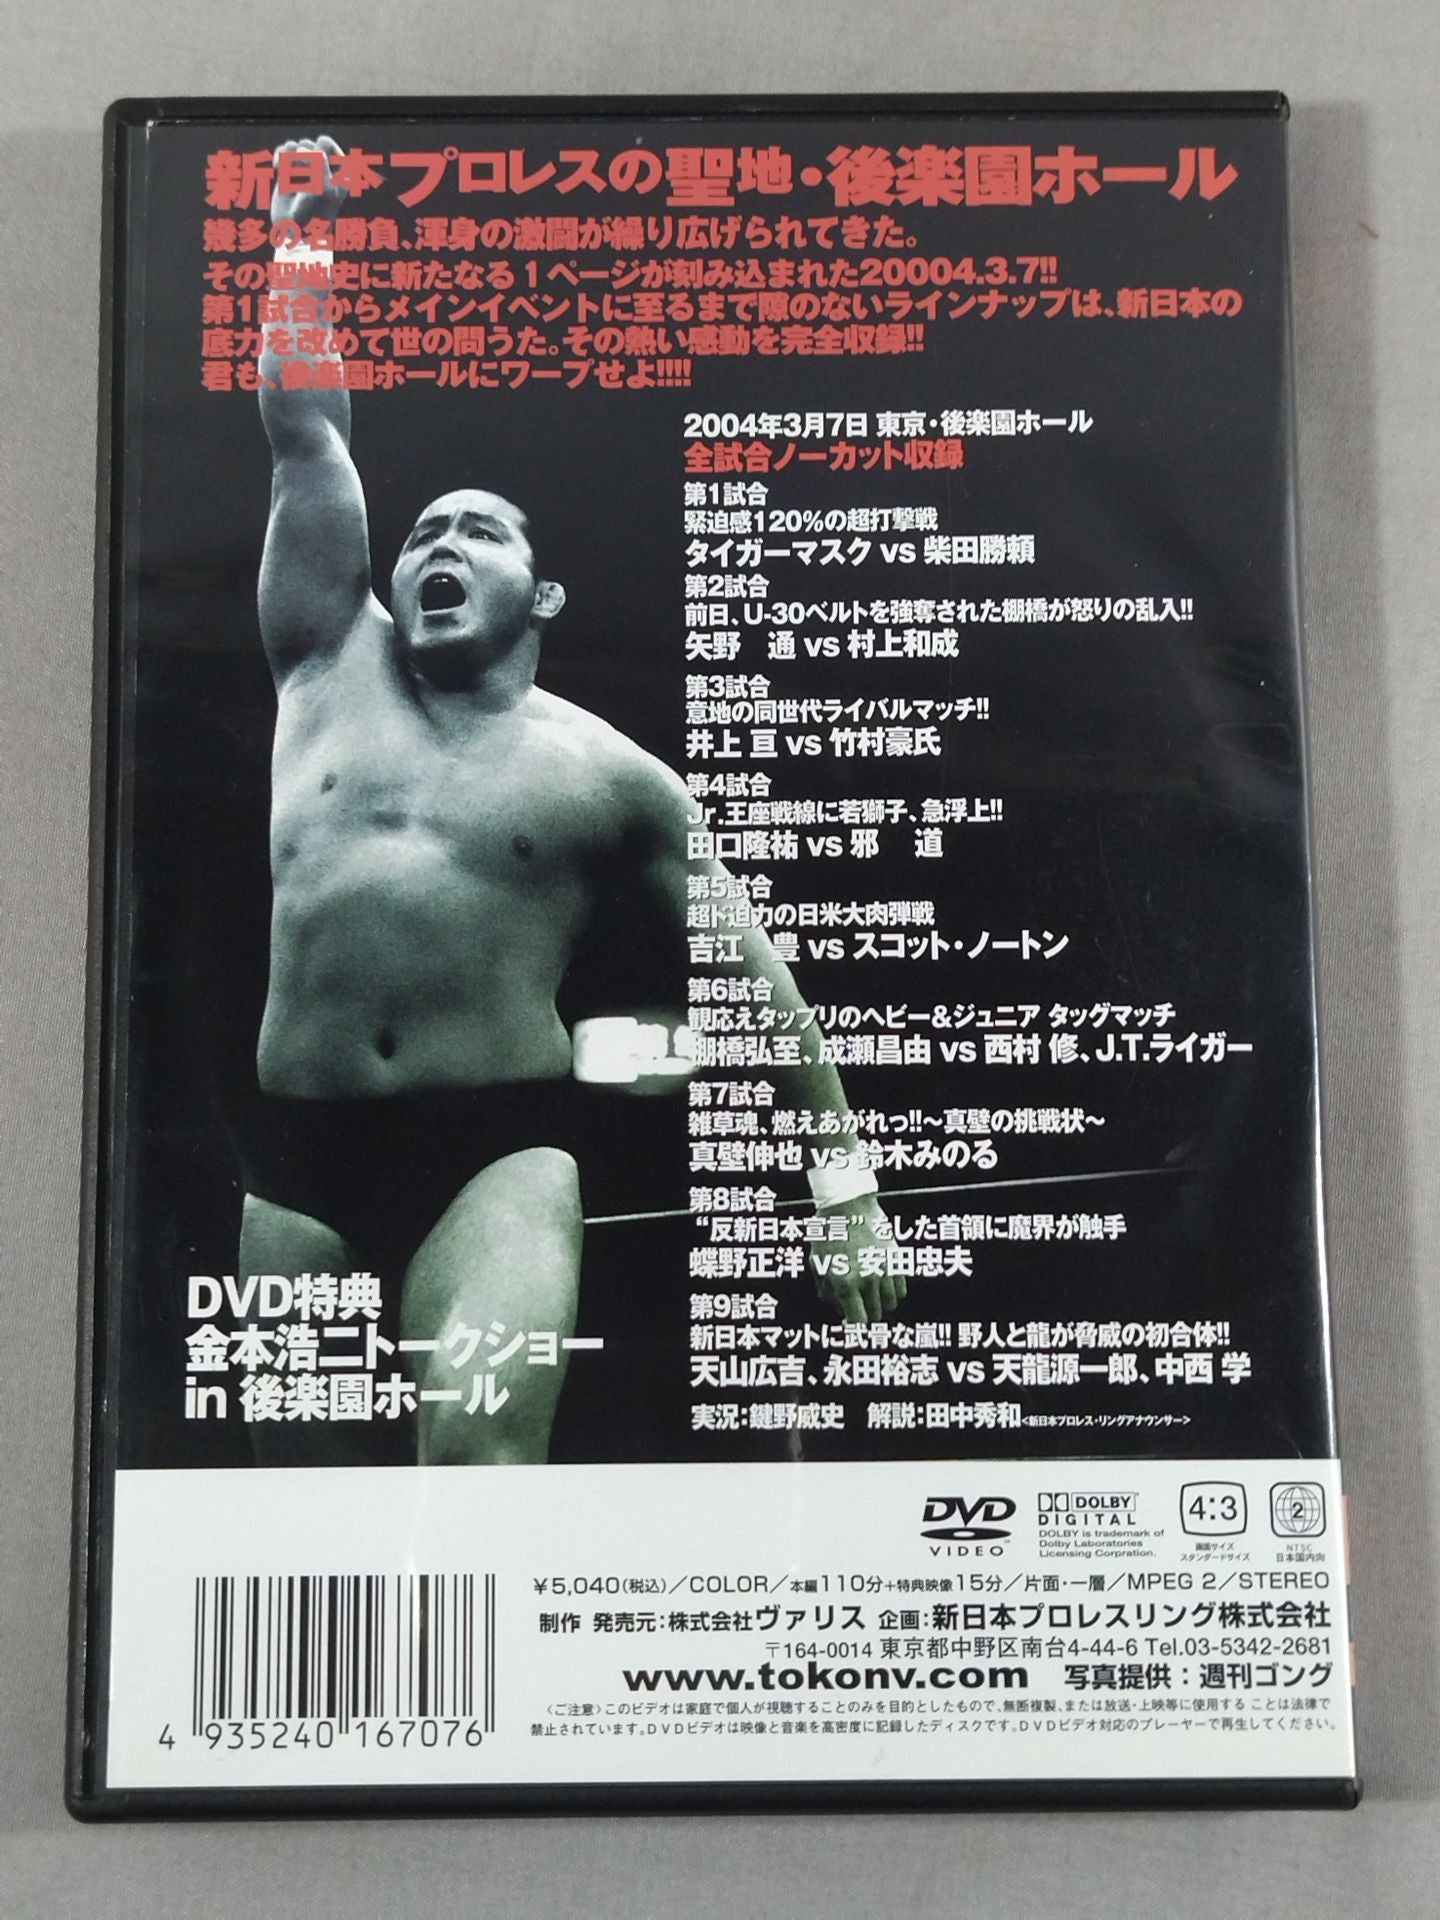 新日本プロレスの聖地・後楽園ホール
幾多の名勝負、渾身の激闘が繰り広げられてきた。
その聖地史に新たなる1ページが刻み込まれた20004.3.7!!
第1試合からメインイベントに至るまで隙のないラインナップは、新日本の
底力を改めて世の問うた。その熱い感動を完全収録!!
君も、後楽園ホールにワープせよ!!!!
2004年3月7日 東京・後楽園ホール
全試合ノーカット収録
第1試合
緊迫感120%の超打撃戦
タイガーマスク vs 柴田勝頼
第2試合
前日、U-30ベルトを強奪された棚橋が怒りの乱入!!
矢野 通 vs 村上和成
第3試合
意地の同世代ライバルマッチ!!
井上 亘 vs 竹村豪氏
第4試合
Jr.王座戦線に若獅子、急浮上!!
田口隆祐 vs 邪 道
第5試合
超ド迫力の日米大肉弾戦
吉江 豊 vs スコット・ノートン
第6試合
観応えタップリのヘビー&ジュニア タッグマッチ
棚橋弘至、成瀬昌由 vs 西村 修、J.T.ライガー
第7試合
雑草魂、燃えあがれっ!!〜真壁の挑戦状〜
真壁伸也 vs 鈴木みのる
第8試合
“反新日本宣言”をした首領に魔界が触手
蝶野正洋 vs 安田忠夫
第9試合
新日本マットに武骨な嵐!! 野人と龍が脅威の初合体!!
天山広吉、永田裕志 vs 天龍源一郎、中西 学
実況：鍵野威史 解説：田中秀和<新日本プロレス・リングアナウンサー>
DVD特典
金本浩二トークショー
in 後楽園ホール
DVD
VIDEO
DOLBY
DIGITAL
DOLBY is trademark of
Dolby Laboratories
Licensing Corpration.
4:3
画面サイズ
スタンダードサイズ
2
NTSC
日本国内向
¥5,040(税込)／COLOR／本編110分+特典映像15分／片面・一層／MPEG 2／STEREO
制作 発売元：株式会社ヴァリス 企画：新日本プロレスリング株式会社
〒164-0014 東京都中野区南台4-44-6 Tel.03-5342-2681
www.tokonv.com 写真提供：週刊ゴング
〈ご注意〉このビデオは家庭で個人が視聴することのみを目的としたもので、無断複製、または放送・上映等に使用する ことは法律で
禁止されています。DVDビデオは映像と音楽を高密度に記録したディスクです。DVDビデオ対応のプレーヤーで再生してください。
4 935240 167076